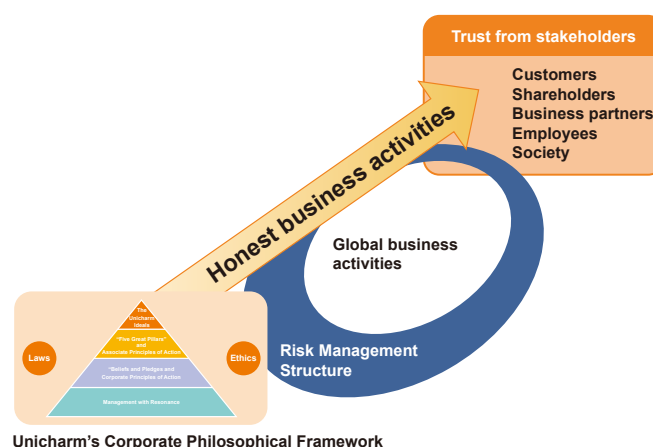 Trust from stakeholders
Customers
Shareholders
Business partners
Employees
Society
Honest business activities
Global business
activities
Risk Management
Structure
Laws
Ethics
The
Unicharm
Ideals
"Five Great Pillars"
and
Associate Principles of Action
"Beliefs and Pledges and
Corporate Principles of Action
Management with Resonance
Unicharm's Corporate Philosophical Framework